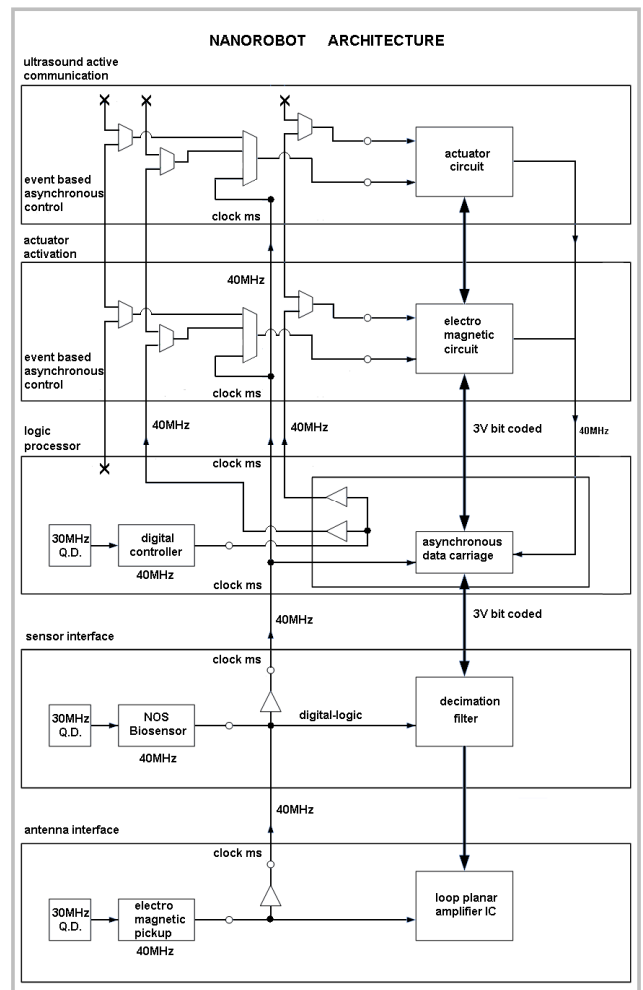 NANOROBOT ARCHITECTURE
ultrasound active
communication
event based
asynchronous
control
clock ms
actuator
circuit
actuator
activation
40MHz
event based
asynchronous
control
clock ms
electro
magnetic
circuit
40MHz
40MHz
3V bit coded
40MHz
logic
processor
clock ms
30MHz
Q.D.
digital
controller
40MHz
clock ms
asynchronous
data carriage
40MHz
3V bit coded
sensor interface
clock ms
30MHz
Q.D.
NOS
Biosensor
40MHz
digital-logic
decimation
filter
40MHz
antenna interface
clock ms
30MHz
Q.D.
electro
magnetic
pickup
40MHz
loop planar
amplifier IC